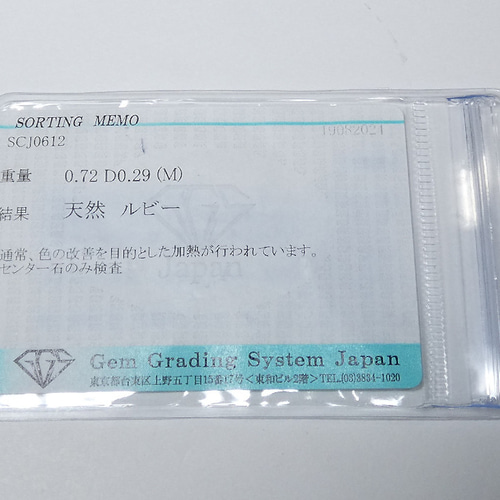 SORTING MEMO
SCJ0612
19082024
重量 0.72 D0.29 (M)
結果 天然 ルビー
通常、色の改善を目的とした加熱が行われています。
センター石のみ検査
GGS
Gem Grading System Japan
東京都台東区上野五丁目15番17号<東和ビル2階>TEL.(03)3834-1020